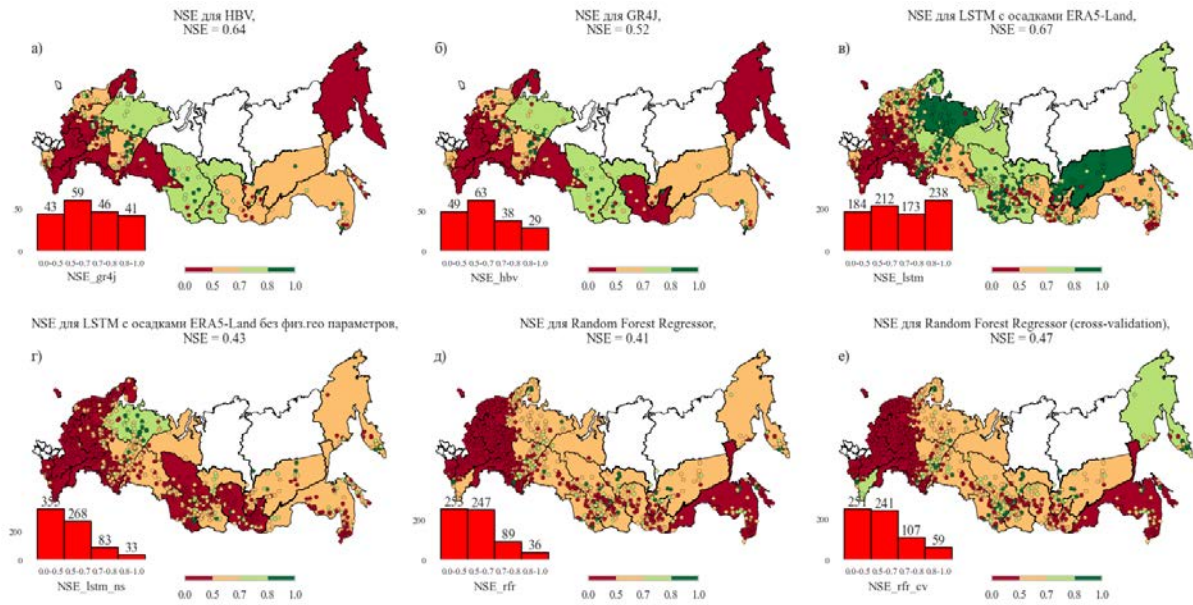 NSE для HBV,
NSE = 0.64
а)
43 59 46 41
50
0
0.0-0.5 0.5-0.7 0.7-0.8 0.8-1.0
NSE_gr4j
0.0 0.5 0.7 0.8 1.0
NSE для GR4J,
NSE = 0.52
б)
49 63 38 29
50
0
0.0-0.5 0.5-0.7 0.7-0.8 0.8-1.0
NSE_hbv
0.0 0.5 0.7 0.8 1.0
NSE для LSTM с осадками ERA5-Land,
NSE = 0.67
в)
184 212 173 238
200
0
0.0-0.5 0.5-0.7 0.7-0.8 0.8-1.0
NSE_lstm
0.0 0.5 0.7 0.8 1.0
NSE для LSTM с осадками ERA5-Land без физ.гео параметров,
NSE = 0.43
г)
268 83 33
200
0
0.0-0.5 0.5-0.7 0.7-0.8 0.8-1.0
NSE_lstm_ns
0.0 0.5 0.7 0.8 1.0
NSE для Random Forest Regressor,
NSE = 0.41
д)
247 89 36
200
0
0.0-0.5 0.5-0.7 0.7-0.8 0.8-1.0
NSE_rfr
0.0 0.5 0.7 0.8 1.0
NSE для Random Forest Regressor (cross-validation),
NSE = 0.47
е)
241 107 59
200
0
0.0-0.5 0.5-0.7 0.7-0.8 0.8-1.0
NSE_rfr_cv
0.0 0.5 0.7 0.8 1.0